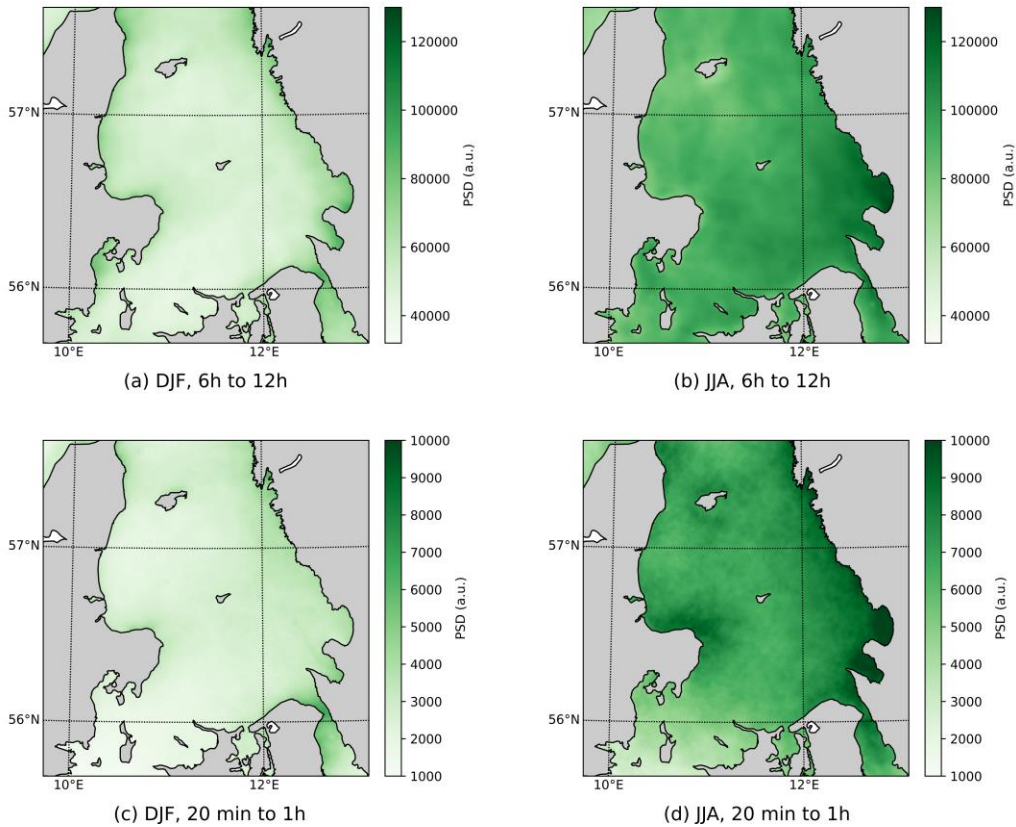 57°N
56°N
10°E
12°E
120000
100000
80000
60000
40000
PSD (a.u.)
(a) DJF, 6h to 12h
57°N
56°N
10°E
12°E
120000
100000
80000
60000
40000
PSD (a.u.)
(b) JJA, 6h to 12h
57°N
56°N
10°E
12°E
10000
9000
8000
7000
6000
5000
4000
3000
2000
1000
PSD (a.u.)
(c) DJF, 20 min to 1h
57°N
56°N
10°E
12°E
10000
9000
8000
7000
6000
5000
4000
3000
2000
1000
PSD (a.u.)
(d) JJA, 20 min to 1h